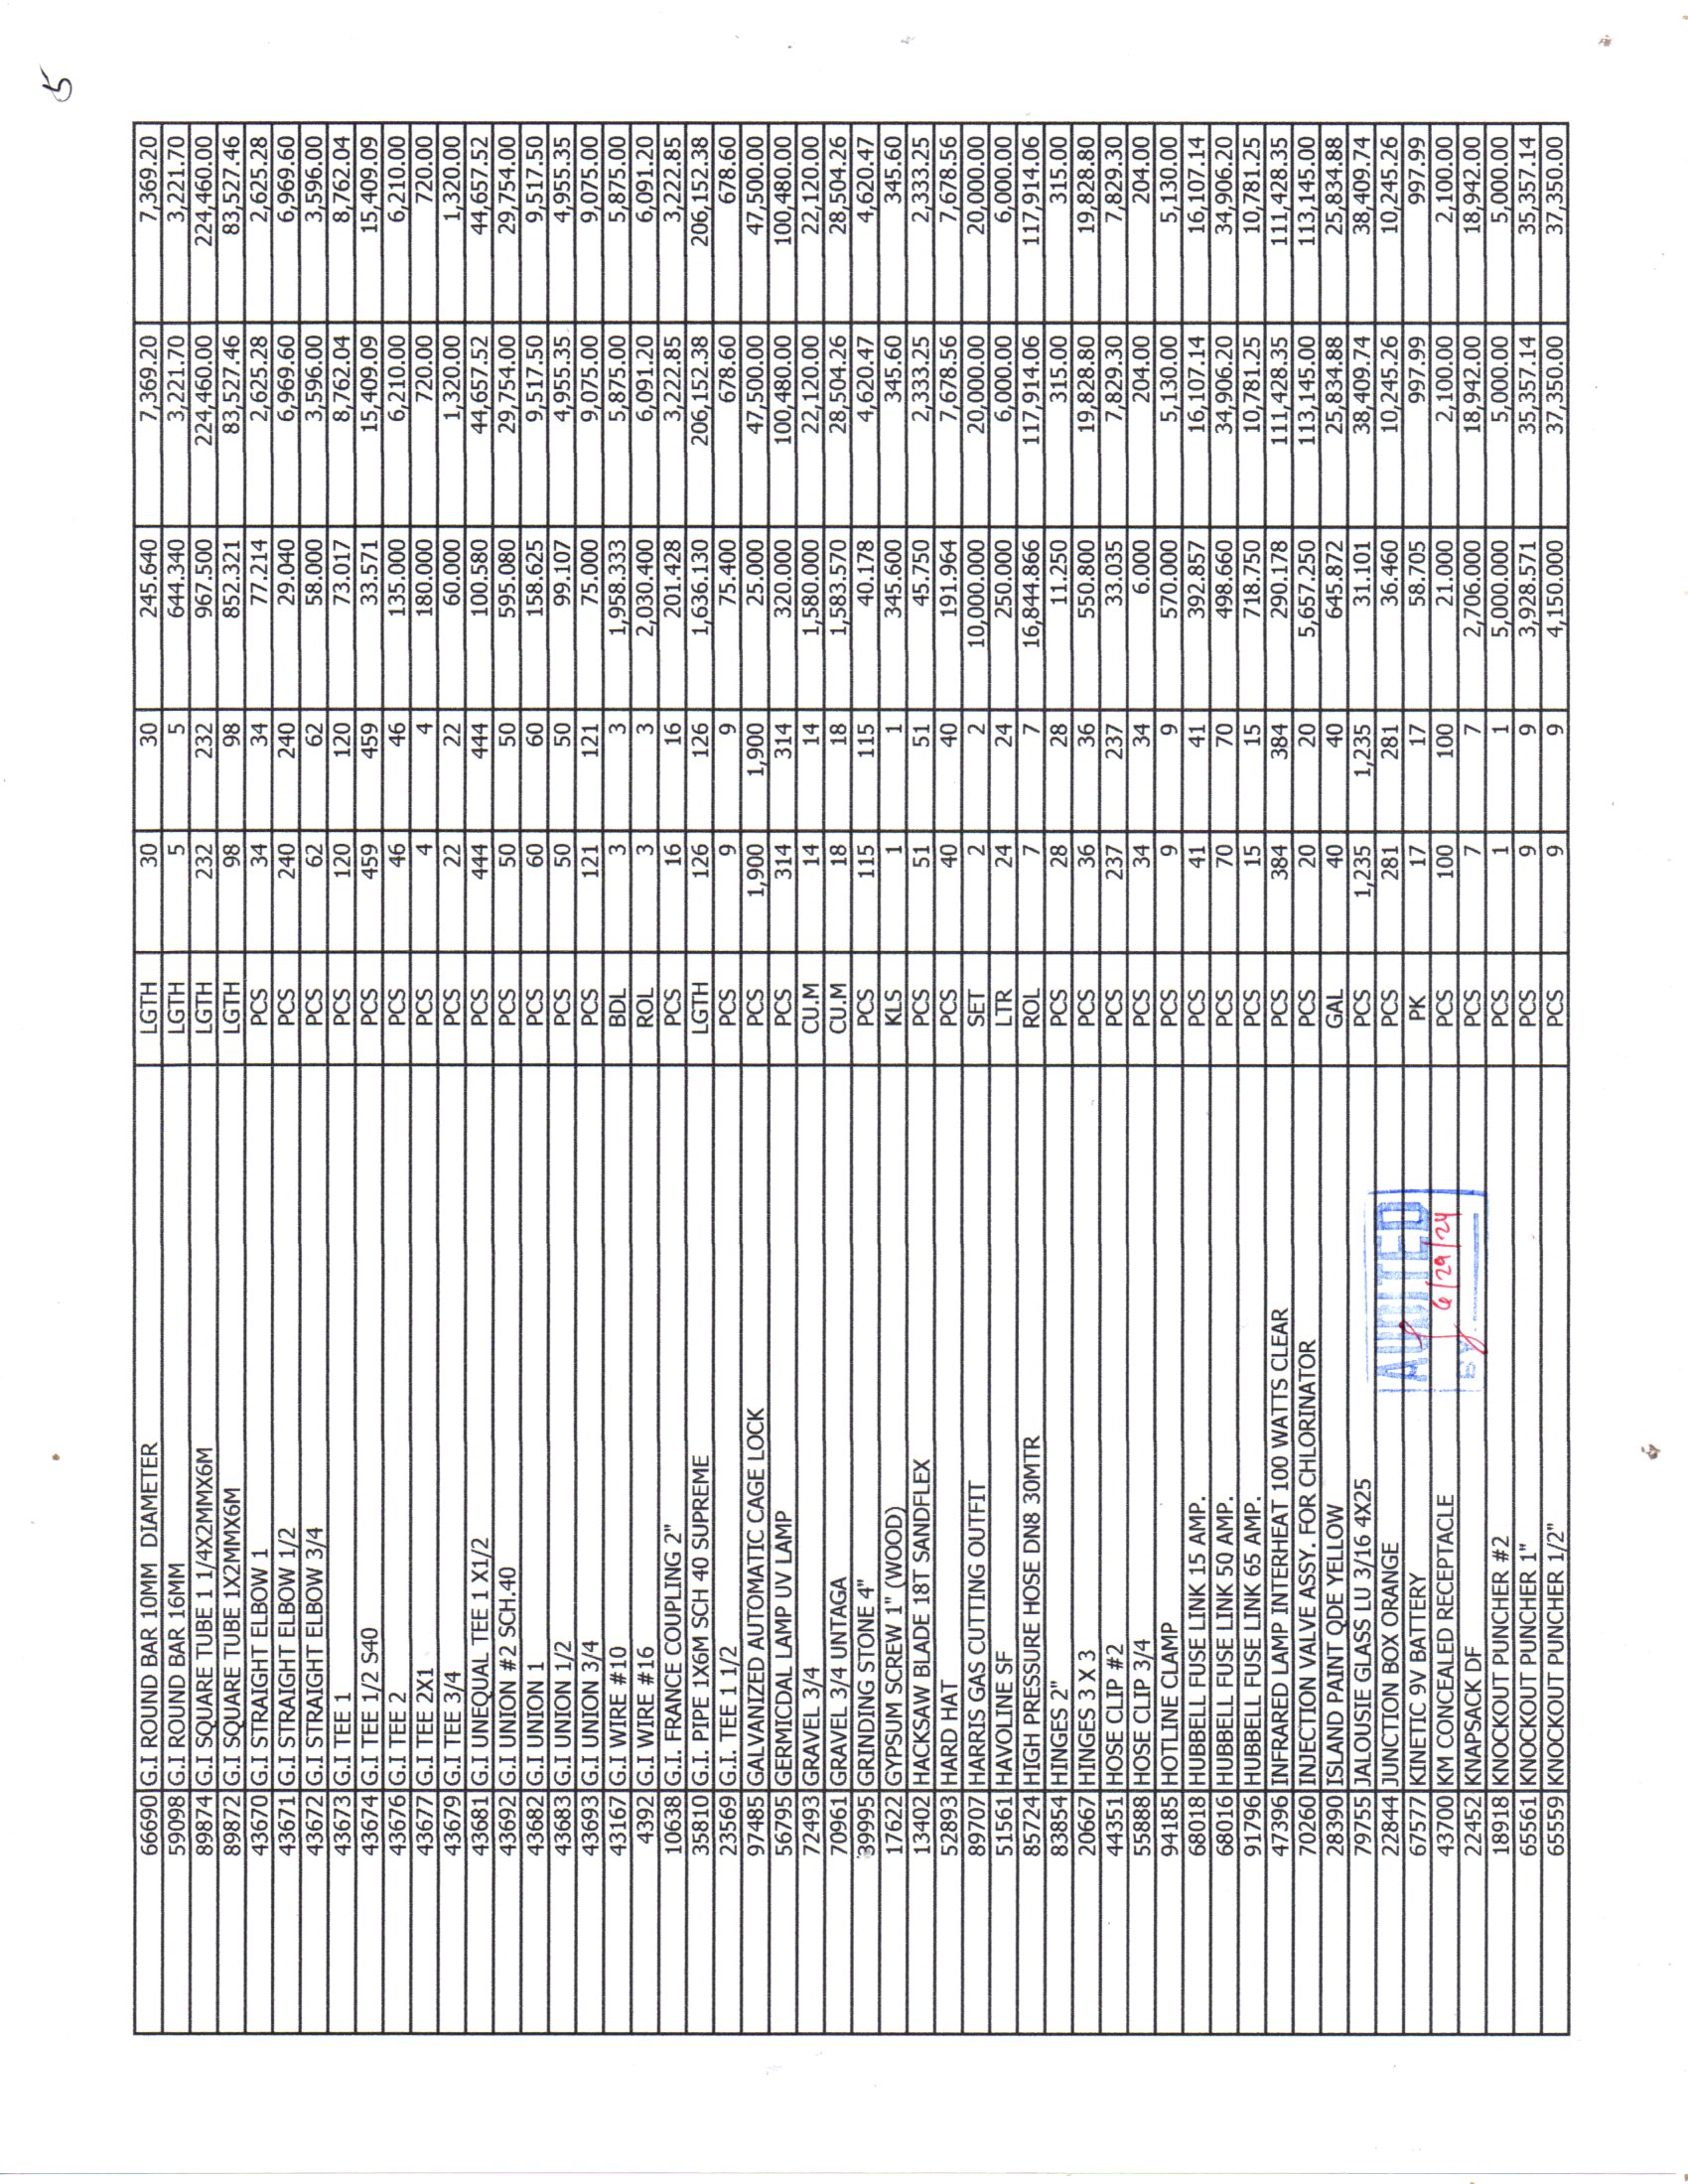 5
66690 G.I ROUND BAR 10MM  DIAMETER LGTH 30 30 245.640 7,369.20 7,369.20
59098 G.I ROUND BAR 16MM LGTH 5 5 644.340 3,221.70 3,221.70
89874 G.I SQUARE TUBE 1 1/4X2MMX6M LGTH 232 232 967.500 224,460.00 224,460.00
89872 G.I SQUARE TUBE 1X2MMX6M LGTH 98 98 852.321 83,527.46 83,527.46
43670 G.I STRAIGHT ELBOW 1 PCS 34 34 77.214 2,625.28 2,625.28
43671 G.I STRAIGHT ELBOW 1/2 PCS 240 240 29.040 6,969.60 6,969.60
43672 G.I STRAIGHT ELBOW 3/4 PCS 62 62 58.000 3,596.00 3,596.00
43673 G.I TEE 1 PCS 120 120 73.017 8,762.04 8,762.04
43674 G.I TEE 1/2 S40 PCS 459 459 33.571 15,409.09 15,409.09
43676 G.I TEE 2 PCS 46 46 135.000 6,210.00 6,210.00
43677 G.I TEE 2X1 PCS 4 4 180.000 720.00 720.00
43679 G.I TEE 3/4 PCS 22 22 60.000 1,320.00 1,320.00
43681 G.I UNEQUAL TEE 1 X1/2 PCS 444 444 100.580 44,657.52 44,657.52
43692 G.I UNION #2 SCH.40 PCS 50 50 595.080 29,754.00 29,754.00
43682 G.I UNION 1 PCS 60 60 158.625 9,517.50 9,517.50
43683 G.I UNION 1/2 PCS 50 50 99.107 4,955.35 4,955.35
43693 G.I UNION 3/4 PCS 121 121 75.000 9,075.00 9,075.00
43167 G.I WIRE #10 BDL 3 3 1,958.333 5,875.00 5,875.00
4392 G.I WIRE #16 ROL 3 3 2,030.400 6,091.20 6,091.20
10638 G.I. FRANCE COUPLING 2" PCS 16 16 201.428 3,222.85 3,222.85
35810 G.I. PIPE 1X6M SCH 40 SUPREME LGTH 126 126 1,636.130 206,152.38 206,152.38
23569 G.I. TEE 1 1/2 PCS 9 9 75.400 678.60 678.60
97485 GALVANIZED AUTOMATIC CAGE LOCK PCS 1,900 1,900 25.000 47,500.00 47,500.00
56795 GERMICDAL LAMP UV LAMP PCS 314 314 320.000 100,480.00 100,480.00
72493 GRAVEL 3/4 CU.M 14 14 1,580.000 22,120.00 22,120.00
70961 GRAVEL 3/4 UNTAGA CU.M 18 18 1,583.570 28,504.26 28,504.26
39995 GRINDING STONE 4" PCS 115 115 40.178 4,620.47 4,620.47
17622 GYPSUM SCREW 1" (WOOD) KLS 1 1 345.600 345.60 345.60
13402 HACKSAW BLADE 18T SANDFLEX PCS 51 51 45.750 2,333.25 2,333.25
52893 HARD HAT PCS 40 40 191.964 7,678.56 7,678.56
89707 HARRIS GAS CUTTING OUTFIT SET 2 2 10,000.000 20,000.00 20,000.00
51561 HAVOLINE SF LTR 24 24 250.000 6,000.00 6,000.00
85724 HIGH PRESSURE HOSE DN8 30MTR ROL 7 7 16,844.866 117,914.06 117,914.06
83854 HINGES 2" PCS 28 28 11.250 315.00 315.00
20667 HINGES 3 X 3 PCS 36 36 550.800 19,828.80 19,828.80
44351 HOSE CLIP #2 PCS 237 237 33.035 7,829.30 7,829.30
55888 HOSE CLIP 3/4 PCS 34 34 6.000 204.00 204.00
94185 HOTLINE CLAMP PCS 9 9 570.000 5,130.00 5,130.00
68018 HUBBELL FUSE LINK 15 AMP. PCS 41 41 392.857 16,107.14 16,107.14
68016 HUBBELL FUSE LINK 50 AMP. PCS 70 70 498.660 34,906.20 34,906.20
91796 HUBBELL FUSE LINK 65 AMP. PCS 15 15 718.750 10,781.25 10,781.25
47396 INFRARED LAMP INTERHEAT 100 WATTS CLEAR PCS 384 384 290.178 111,428.35 111,428.35
70260 INJECTION VALVE ASSY. FOR CHLORINATOR PCS 20 20 5,657.250 113,145.00 113,145.00
28390 ISLAND PAINT QDE YELLOW GAL 40 40 645.872 25,834.88 25,834.88
79755 JALOUSIE GLASS LU 3/16 4X25 PCS 1,235 1,235 31.101 38,409.74 38,409.74
22844 JUNCTION BOX ORANGE PCS 281 281 36.460 10,245.26 10,245.26
67577 KINETIC 9V BATTERY PK 17 17 58.705 997.99 997.99
43700 KM CONCEALED RECEPTACLE PCS 100 100 21.000 2,100.00 2,100.00
22452 KNAPSACK DF PCS 7 7 2,706.000 18,942.00 18,942.00
18918 KNOCKOUT PUNCHER #2 PCS 1 1 5,000.000 5,000.00 5,000.00
65561 KNOCKOUT PUNCHER 1" PCS 9 9 3,928.571 35,357.14 35,357.14
65559 KNOCKOUT PUNCHER 1/2" PCS 9 9 4,150.000 37,350.00 37,350.00
AUDITED
6/29/24
BY